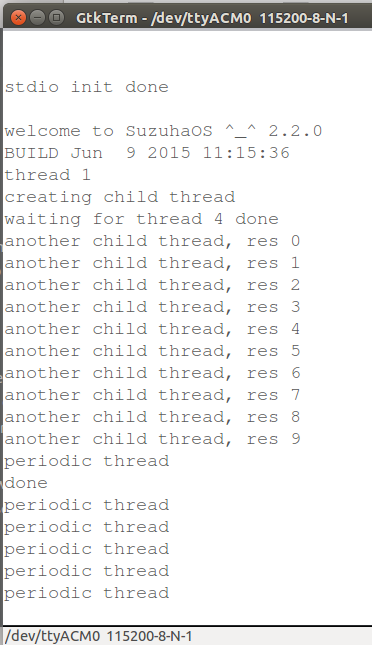 GtkTerm - /dev/ttyACM0 115200-8-N-1
stdio init done
welcome to SuzuhaOS ^_^ 2.2.0
BUILD Jun  9 2015 11:15:36
thread 1
creating child thread
waiting for thread 4 done
another child thread, res 0
another child thread, res 1
another child thread, res 2
another child thread, res 3
another child thread, res 4
another child thread, res 5
another child thread, res 6
another child thread, res 7
another child thread, res 8
another child thread, res 9
periodic thread
done
periodic thread
periodic thread
periodic thread
periodic thread
periodic thread
/dev/ttyACM0 115200-8-N-1